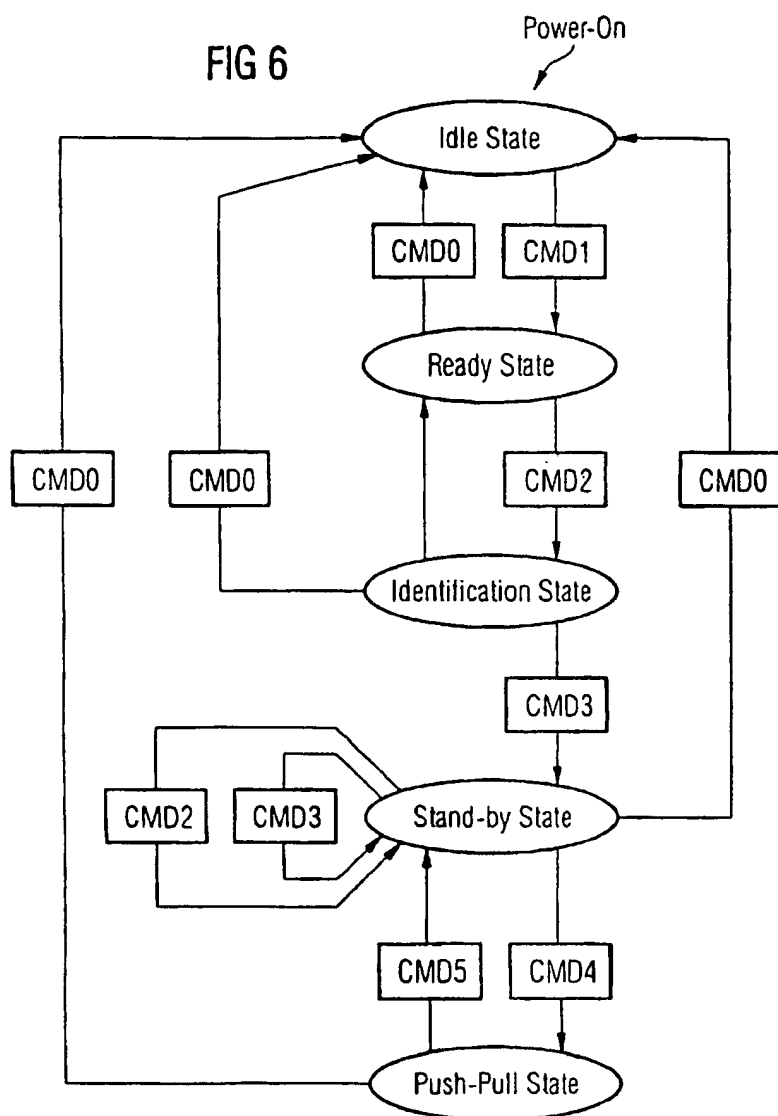 FIG 6
Power-On
Idle State
CMD0
CMD1
Ready State
CMD0
CMD0
CMD2
CMD0
Identification State
CMD3
CMD2
CMD3
Stand-by State
CMD5
CMD4
Push-Pull State